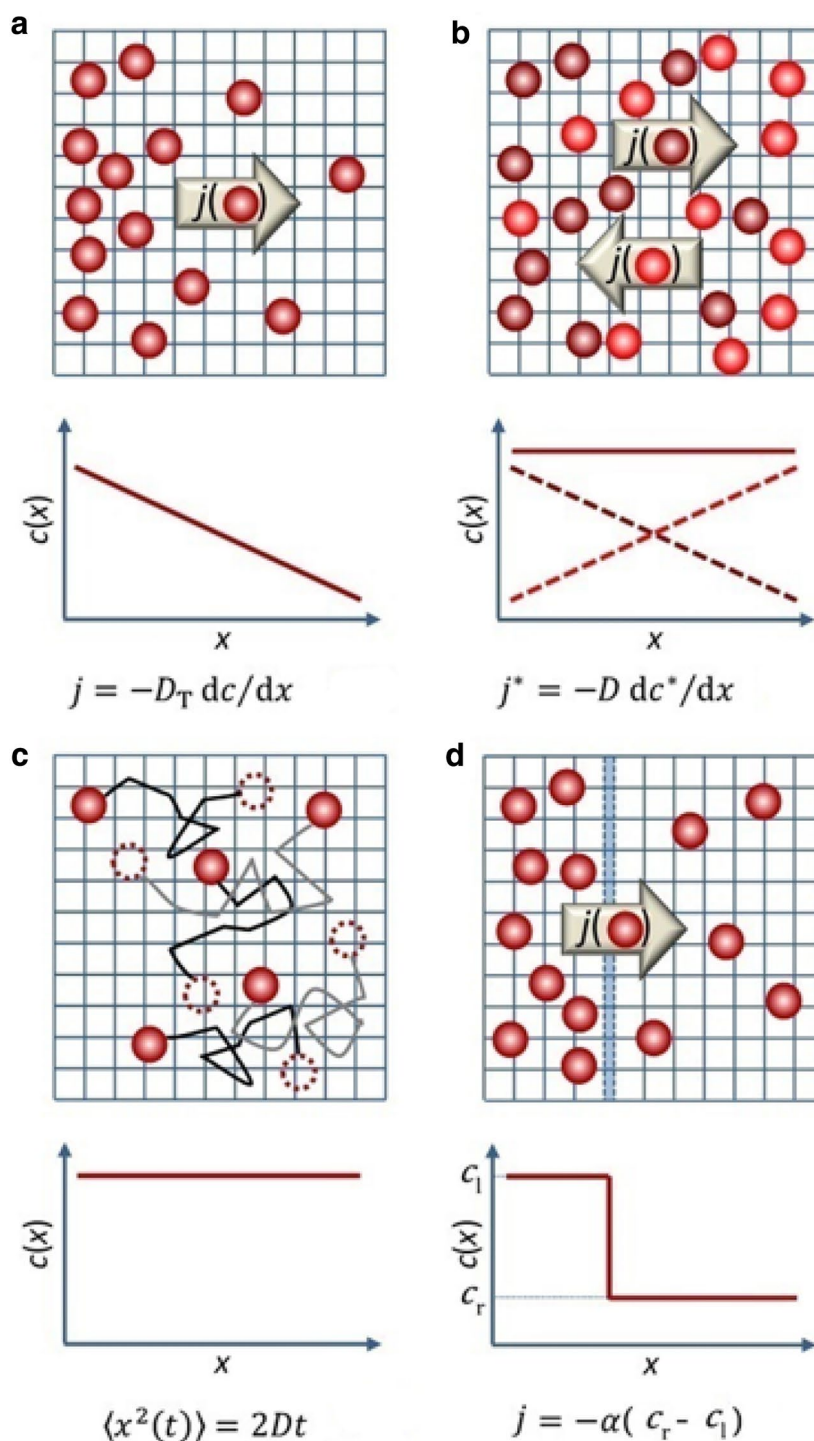 a
j( )
c(x)
x
j = −D_T dc/dx
b
j( )
j( )
c(x)
x
j* = −D dc*/dx
c
c(x)
x
⟨x²(t)⟩ = 2Dt
d
j( )
c_l
c(x)
c_r
x
j = −α( c_r - c_l)